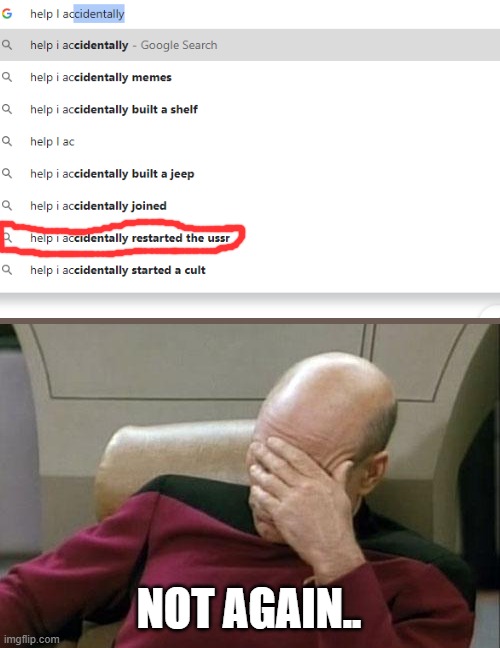 help I accidentally
help i accidentally - Google Search
help i accidentally memes
help i accidentally built a shelf
help I ac
help i accidentally built a jeep
help i accidentally joined
help i accidentally restarted the ussr
help i accidentally started a cult
NOT AGAIN..
imgflip.com